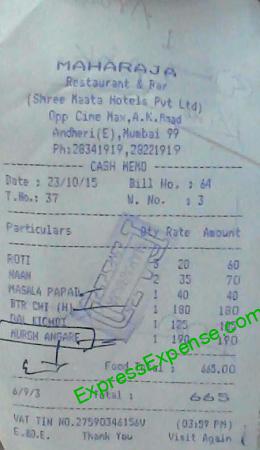 MAHARAJA
Restaurant & Bar
(Shree Maata Hotels Pvt Ltd)
Opp Cine Max, A.K.Road
Andheri(E),Mumbai 99
Ph:28341919, 28221919
CASH MEMO
Date : 23/10/15 Bill No. : 64
T.No.: 37 W. No. : 3
Particulars Qty Rate Amount
ROTI 3 20 60
NAAN 2 35 70
MASALA PAPAD 1 40 40
BTR CMI (H) 1 180 180
DAL KICHDI 1 125
MURGH ANGARE 1 190 190
Food Total : 665.00
6/9/3 Total : 665
VAT TIN NO.27590346156V (03:59 PM)
E.&O.E. Thank You Visit Again
ExpressExpense.com